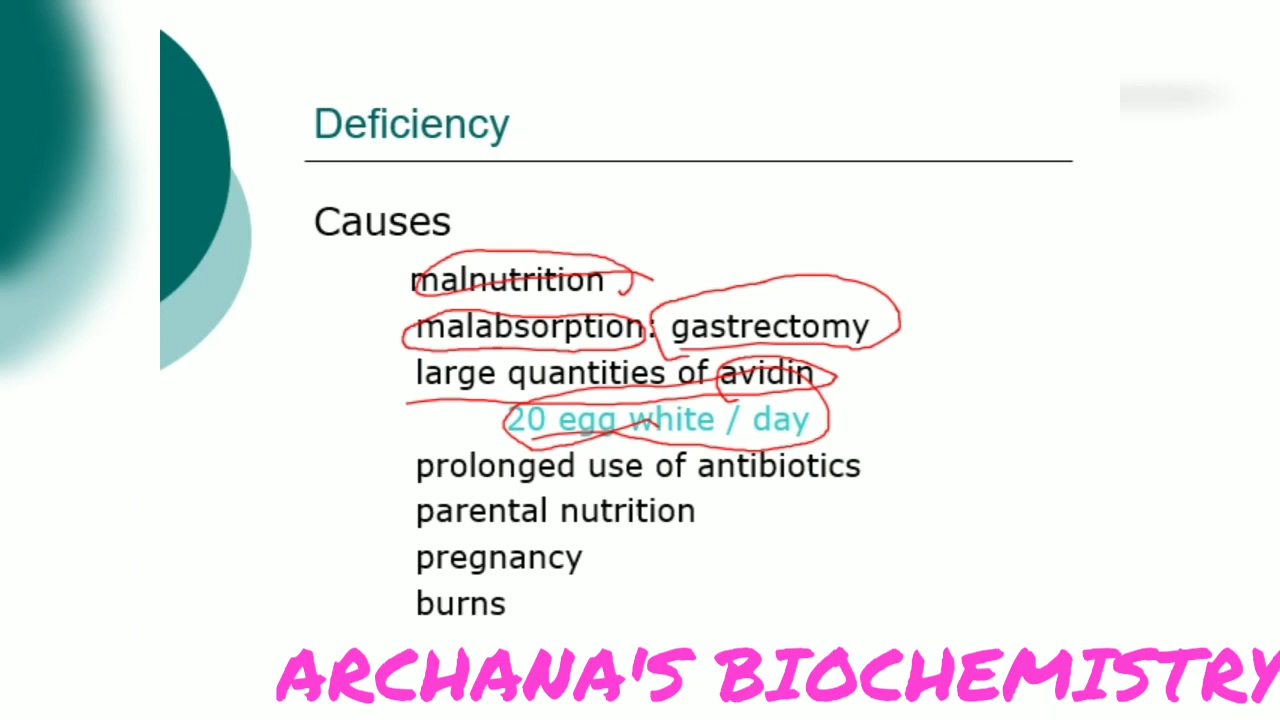 Deficiency
Causes
malnutrition
malabsorption: gastrectomy
large quantities of avidin
20 egg white / day
prolonged use of antibiotics
parental nutrition
pregnancy
burns
ARCHANA'S BIOCHEMISTRY